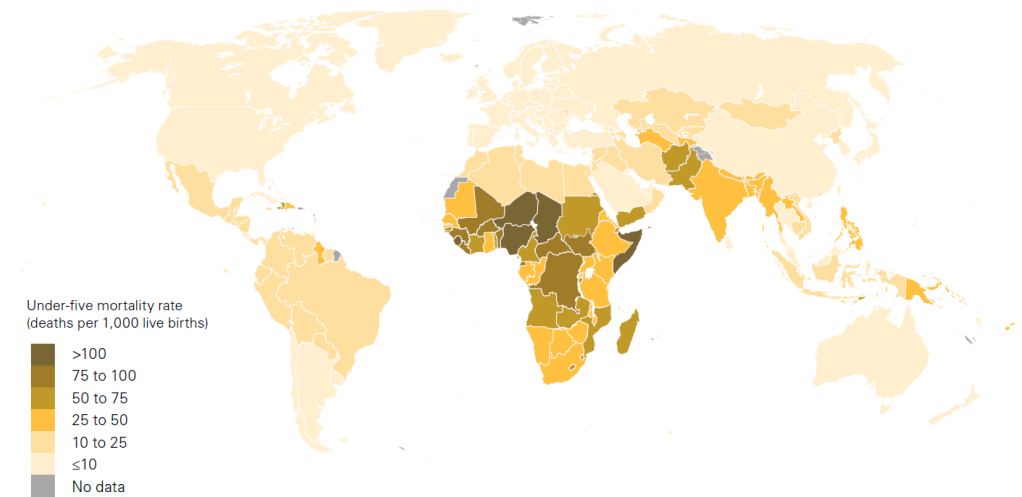 Under-five mortality rate
(deaths per 1,000 live births)
>100
75 to 100
50 to 75
25 to 50
10 to 25
≤10
No data